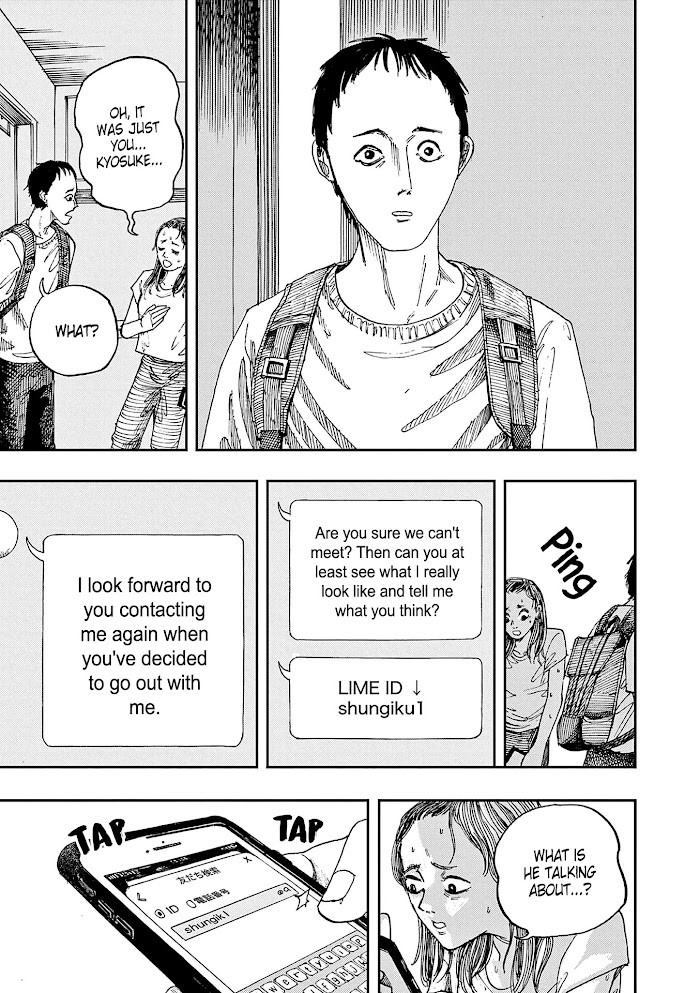 OH, IT
WAS JUST
YOU...
KYOSUKE...
WHAT?
Ping
Are you sure we can't
meet? Then can you at
least see what I really
look like and tell me
what you think?
LIME ID ↓
shungiku1
I look forward to
you contacting
me again when
you've decided
to go out with
me.
WHAT IS
HE TALKING
ABOUT...?
TAP
TAP
友だち検索
ID 電話番号
shungik1